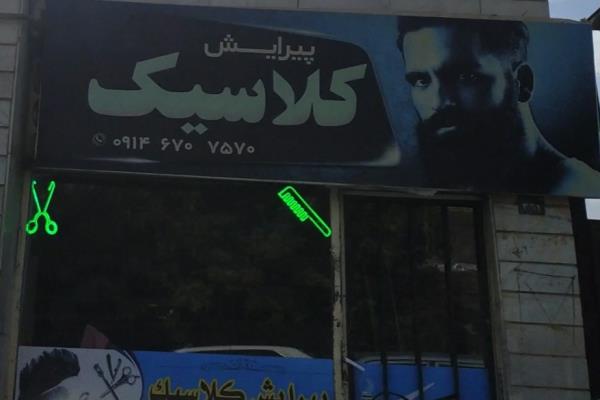 پیرایش
کلاسیک
۰۹۱۴ ۶۷۰ ۷۵۷۰
پیرایش کلاسیک